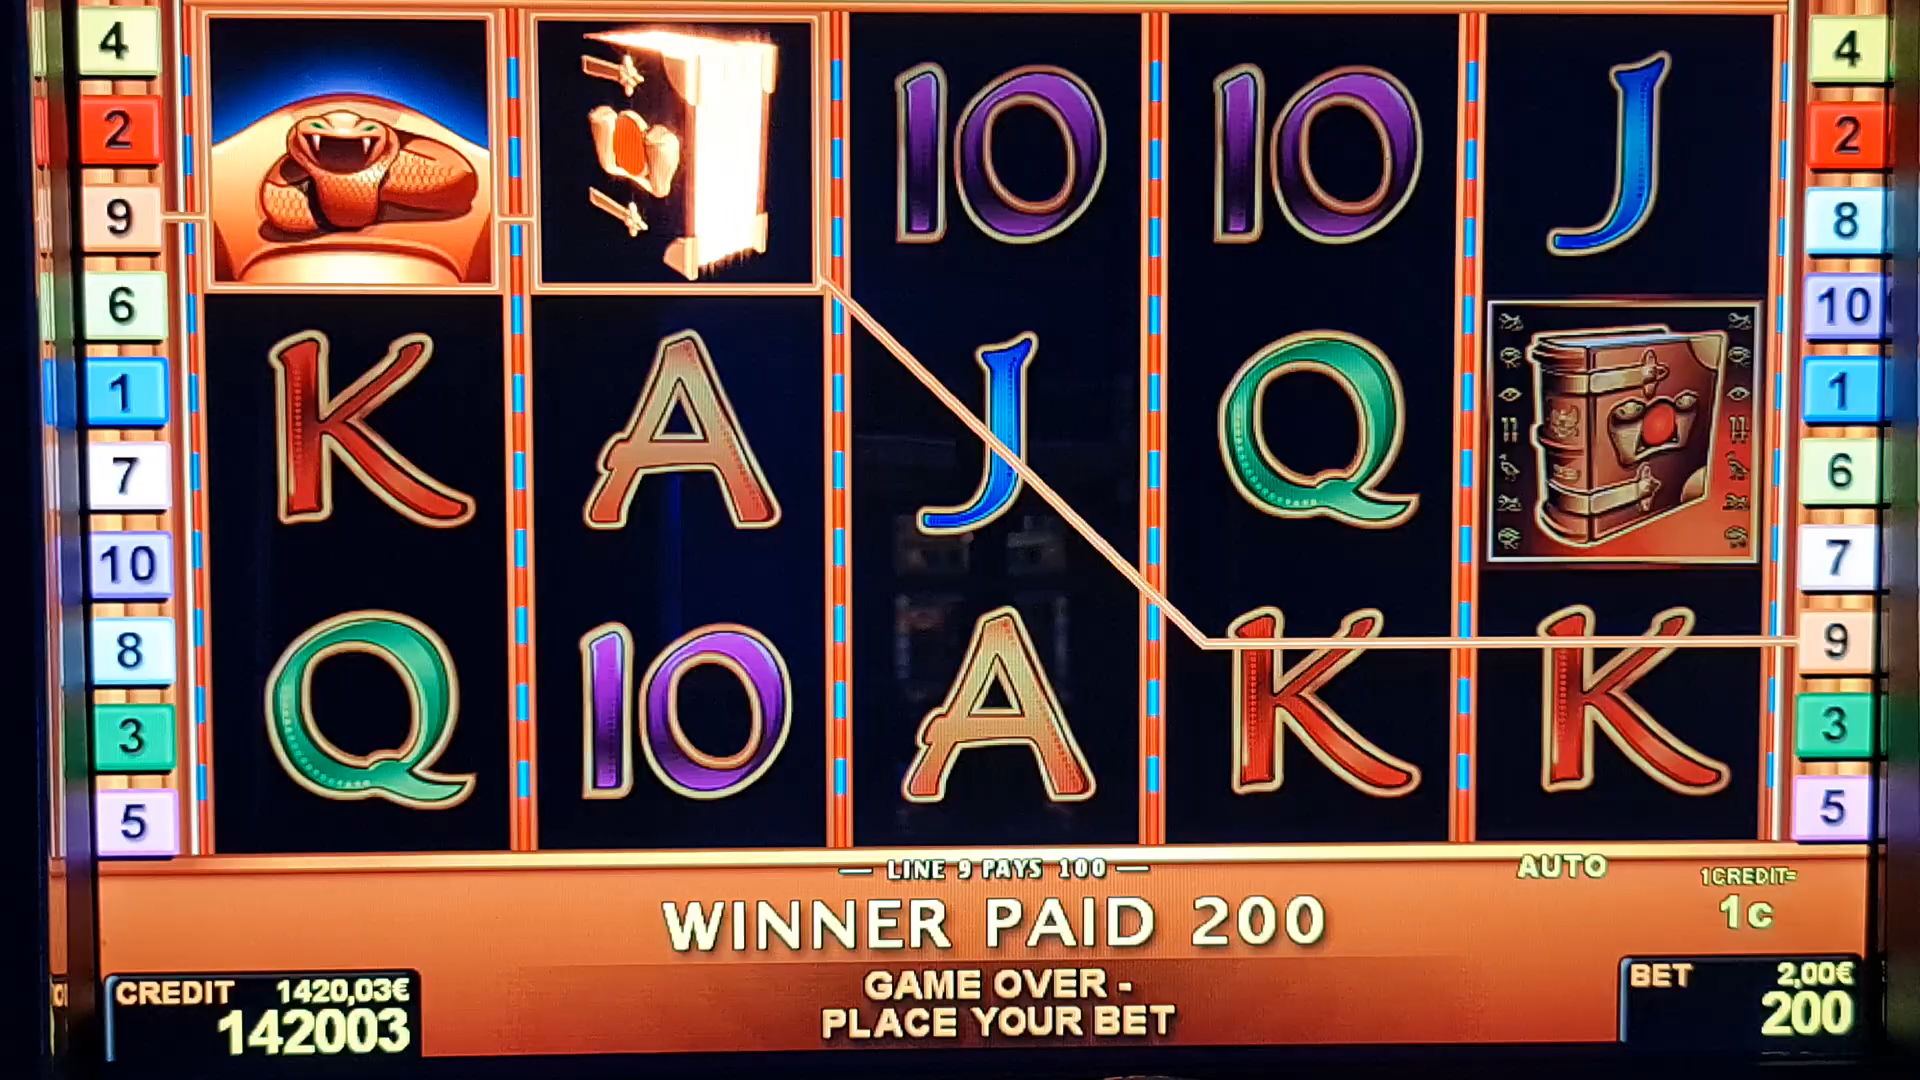 4 10 10 J 4
2 2
9 8
6 10
1 K A J Q 1
7 6
10 7
8 Q 10 A K K 9
3 3
5 5
LINE 9 PAYS 100
AUTO
1CREDIT=
1C
WINNER PAID 200
CREDIT 1420,03€
142003
GAME OVER -
PLACE YOUR BET
BET 2,00€
200